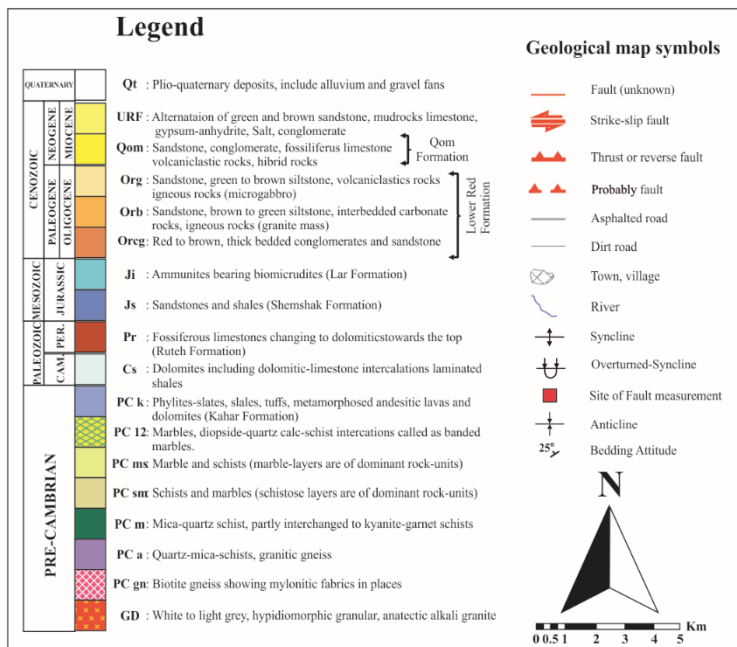 Legend
QUATERNARY
Qt : Plio-quaternary deposits, include alluvium and gravel fans
CENOZOIC
NEOGENE
MIOCENE
URF : Alternataion of green and brown sandstone, mudrocks limestone,
gypsum-anhydrite, Salt, conglomerate
Qom : Sandstone, conglomerate, fossiliferus limestone
volcaniclastic rocks, hibrid rocks
Qom
Formation
PALEOGENE
OLIGOCENE
Org : Sandstone, green to brown siltstone, volcaniclastics rocks
igneous rocks (microgabbro)
Orb : Sandstone, brown to green siltstone, interbedded carbonate
rocks, igneous rocks (granite mass)
Orcg : Red to brown, thick bedded conglomerates and sandstone
Lower Red
Formation
MESOZOIC
JURASSIC
Ji : Ammunites bearing biomicrudites (Lar Formation)
Js : Sandstones and shales (Shemshak Formation)
PALEOZOIC
PER.
Pr : Fossiferous limestones changing to dolomiticstowards the top
(Ruteh Formation)
CAM.
Cs : Dolomites including dolomitic-limestone intercalations laminated
shales
PRE-CAMBRIAN
PC k : Phylites-slates, slales, tuffs, metamorphosed andesitic lavas and
dolomites (Kahar Formation)
PC 12: Marbles, diopside-quartz calc-schist intercations called as banded
marbles.
PC ms: Marble and schists (marble-layers are of dominant rock-units)
PC sm: Schists and marbles (schistose layers are of dominant rock-units)
PC m : Mica-quartz schist, partly interchanged to kyanite-garnet schists
PC a : Quartz-mica-schists, granitic gneiss
PC gn : Biotite gneiss showing mylonitic fabrics in places
GD : White to light grey, hypidiomorphic granular, anatectic alkali granite
Geological map symbols
Fault (unknown)
Strike-slip fault
Thrust or reverse fault
Probably fault
Asphalted road
Dirt road
Town, village
River
Syncline
Overturned-Syncline
Site of Fault measurement
Anticline
25° Bedding Attitude
N
Km
0 0.5 1 2 3 4 5